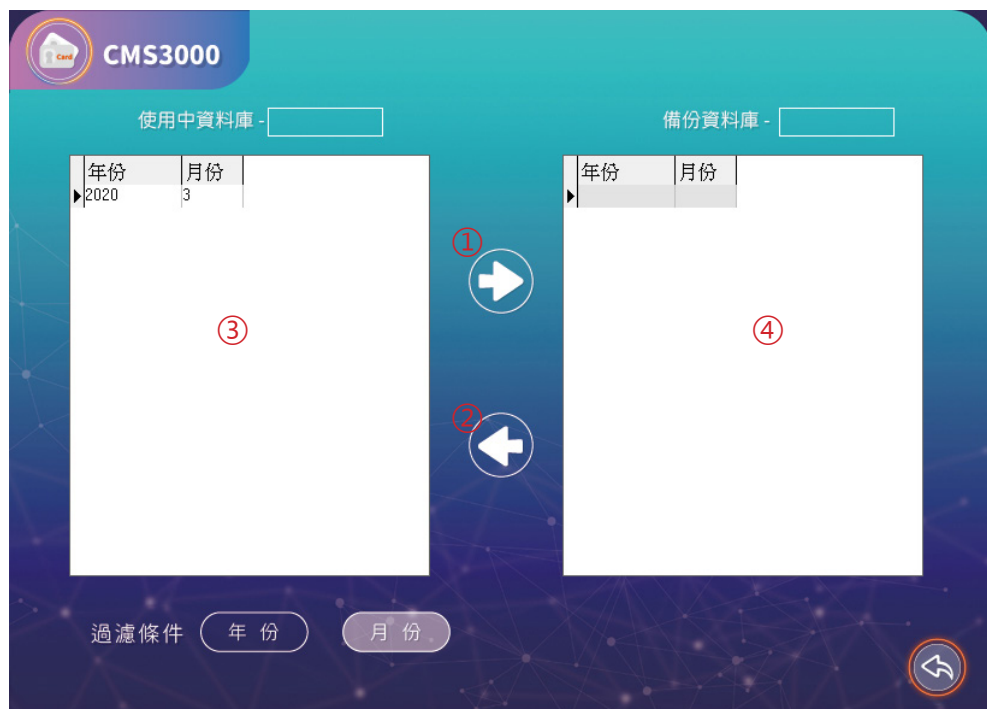 Card CMS3000
使用中資料庫 -
備份資料庫 -
年份 月份
2020 3
年份 月份
①
③
④
②
過濾條件 年 份 月 份